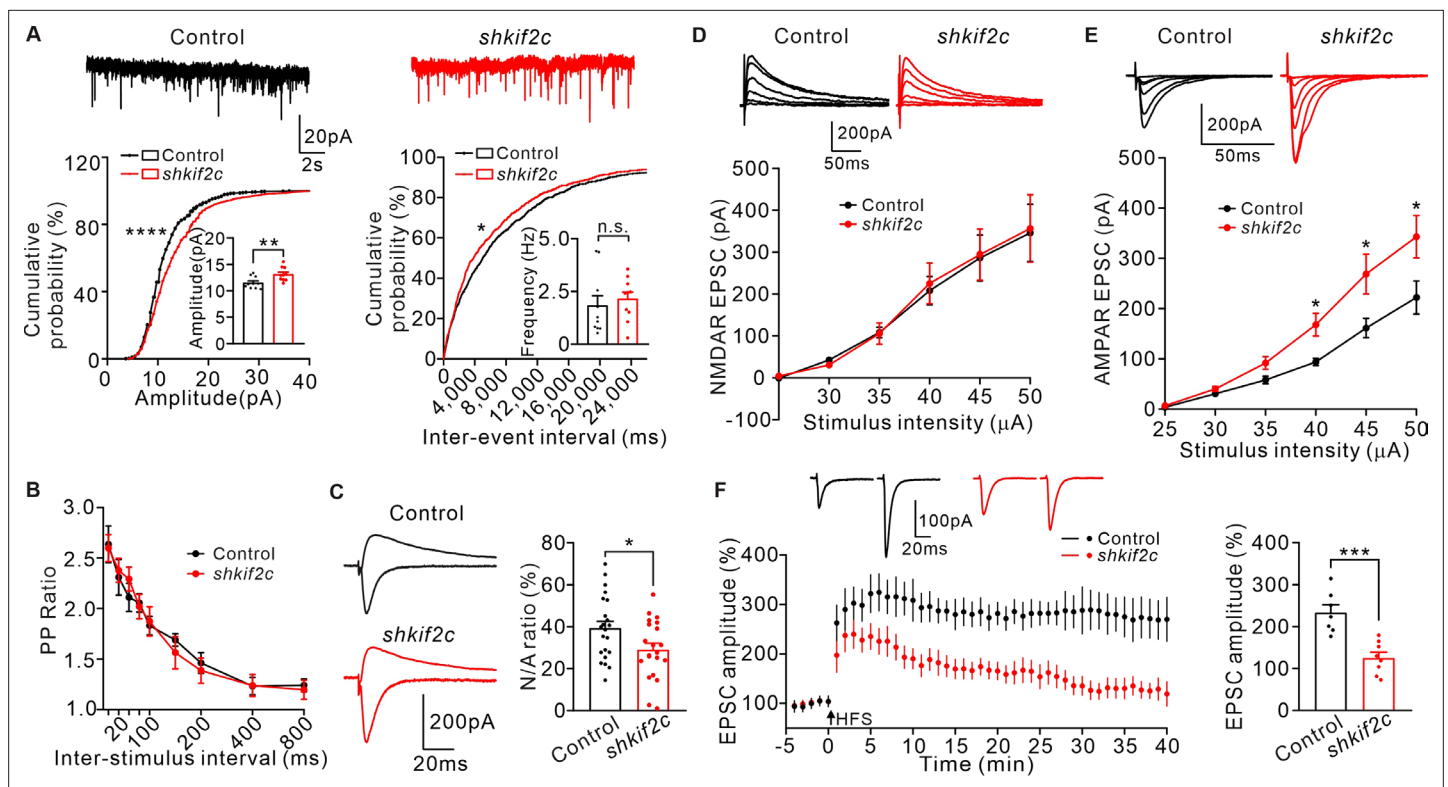 A
Control
shkif2c
20pA
2s
Control
shkif2c
120
80
40
0
Cumulative probability (%)
****
0 10 20 30 40
Amplitude(pA)
Amplitude(pA)
20
15
10
5
0
**
Control
shkif2c
100
80
60
40
20
0
Cumulative probability (%)
*
4,000 8,000 12,000 16,000 20,000 24,000
Inter-event interval (ms)
Frequency (Hz)
5.0
2.5
0
n.s.
D
Control
shkif2c
200pA
50ms
Control
shkif2c
500
400
300
200
100
0
-100
NMDAR EPSC (pA)
30 35 40 45 50
Stimulus intensity (μA)
E
Control
shkif2c
200pA
50ms
Control
shkif2c
500
400
300
200
100
0
AMPAR EPSC (pA)
* * *
25 30 35 40 45 50
Stimulus intensity (μA)
B
3.0
2.5
2.0
1.5
1.0
PP Ratio
Control
shkif2c
20 100 200 400 800
Inter-stimulus interval (ms)
C
Control
shkif2c
200pA
20ms
80
60
40
20
0
N/A ratio (%)
*
Control
shkif2c
F
100pA
20ms
Control
shkif2c
400
300
200
100
EPSC amplitude (%)
HFS
-5 0 5 10 15 20 25 30 35 40
Time (min)
400
300
200
100
0
EPSC amplitude (%)
***
Control
shkif2c